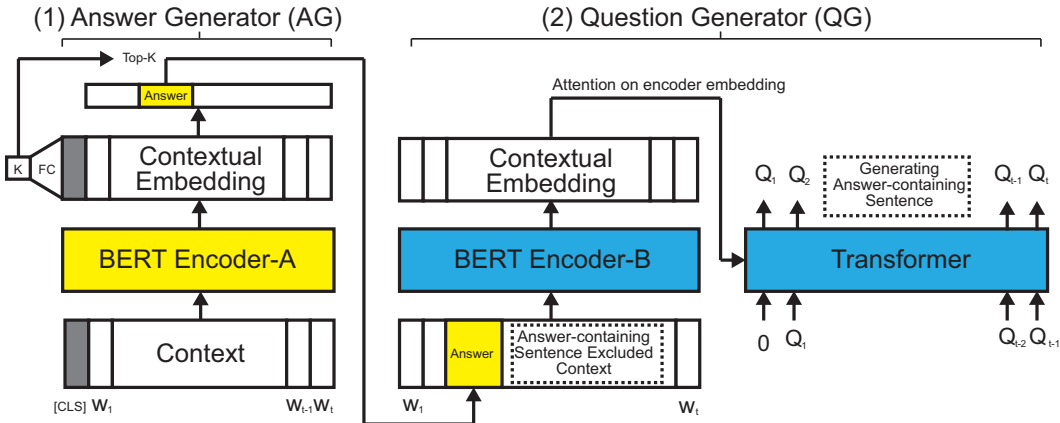 (1) Answer Generator (AG)
(2) Question Generator (QG)
Top-K
Answer
Attention on encoder embedding
K
FC
Contextual
Embedding
Contextual
Embedding
Q₁
Q₂
Generating
Answer-containing
Sentence
Qₜ₋₁
Qₜ
BERT Encoder-A
BERT Encoder-B
Transformer
Context
Answer
Answer-containing
Sentence Excluded
Context
0
Q₁
Qₜ₋₂
Qₜ₋₁
[CLS]
W₁
Wₜ₋₁
Wₜ
W₁
Wₜ